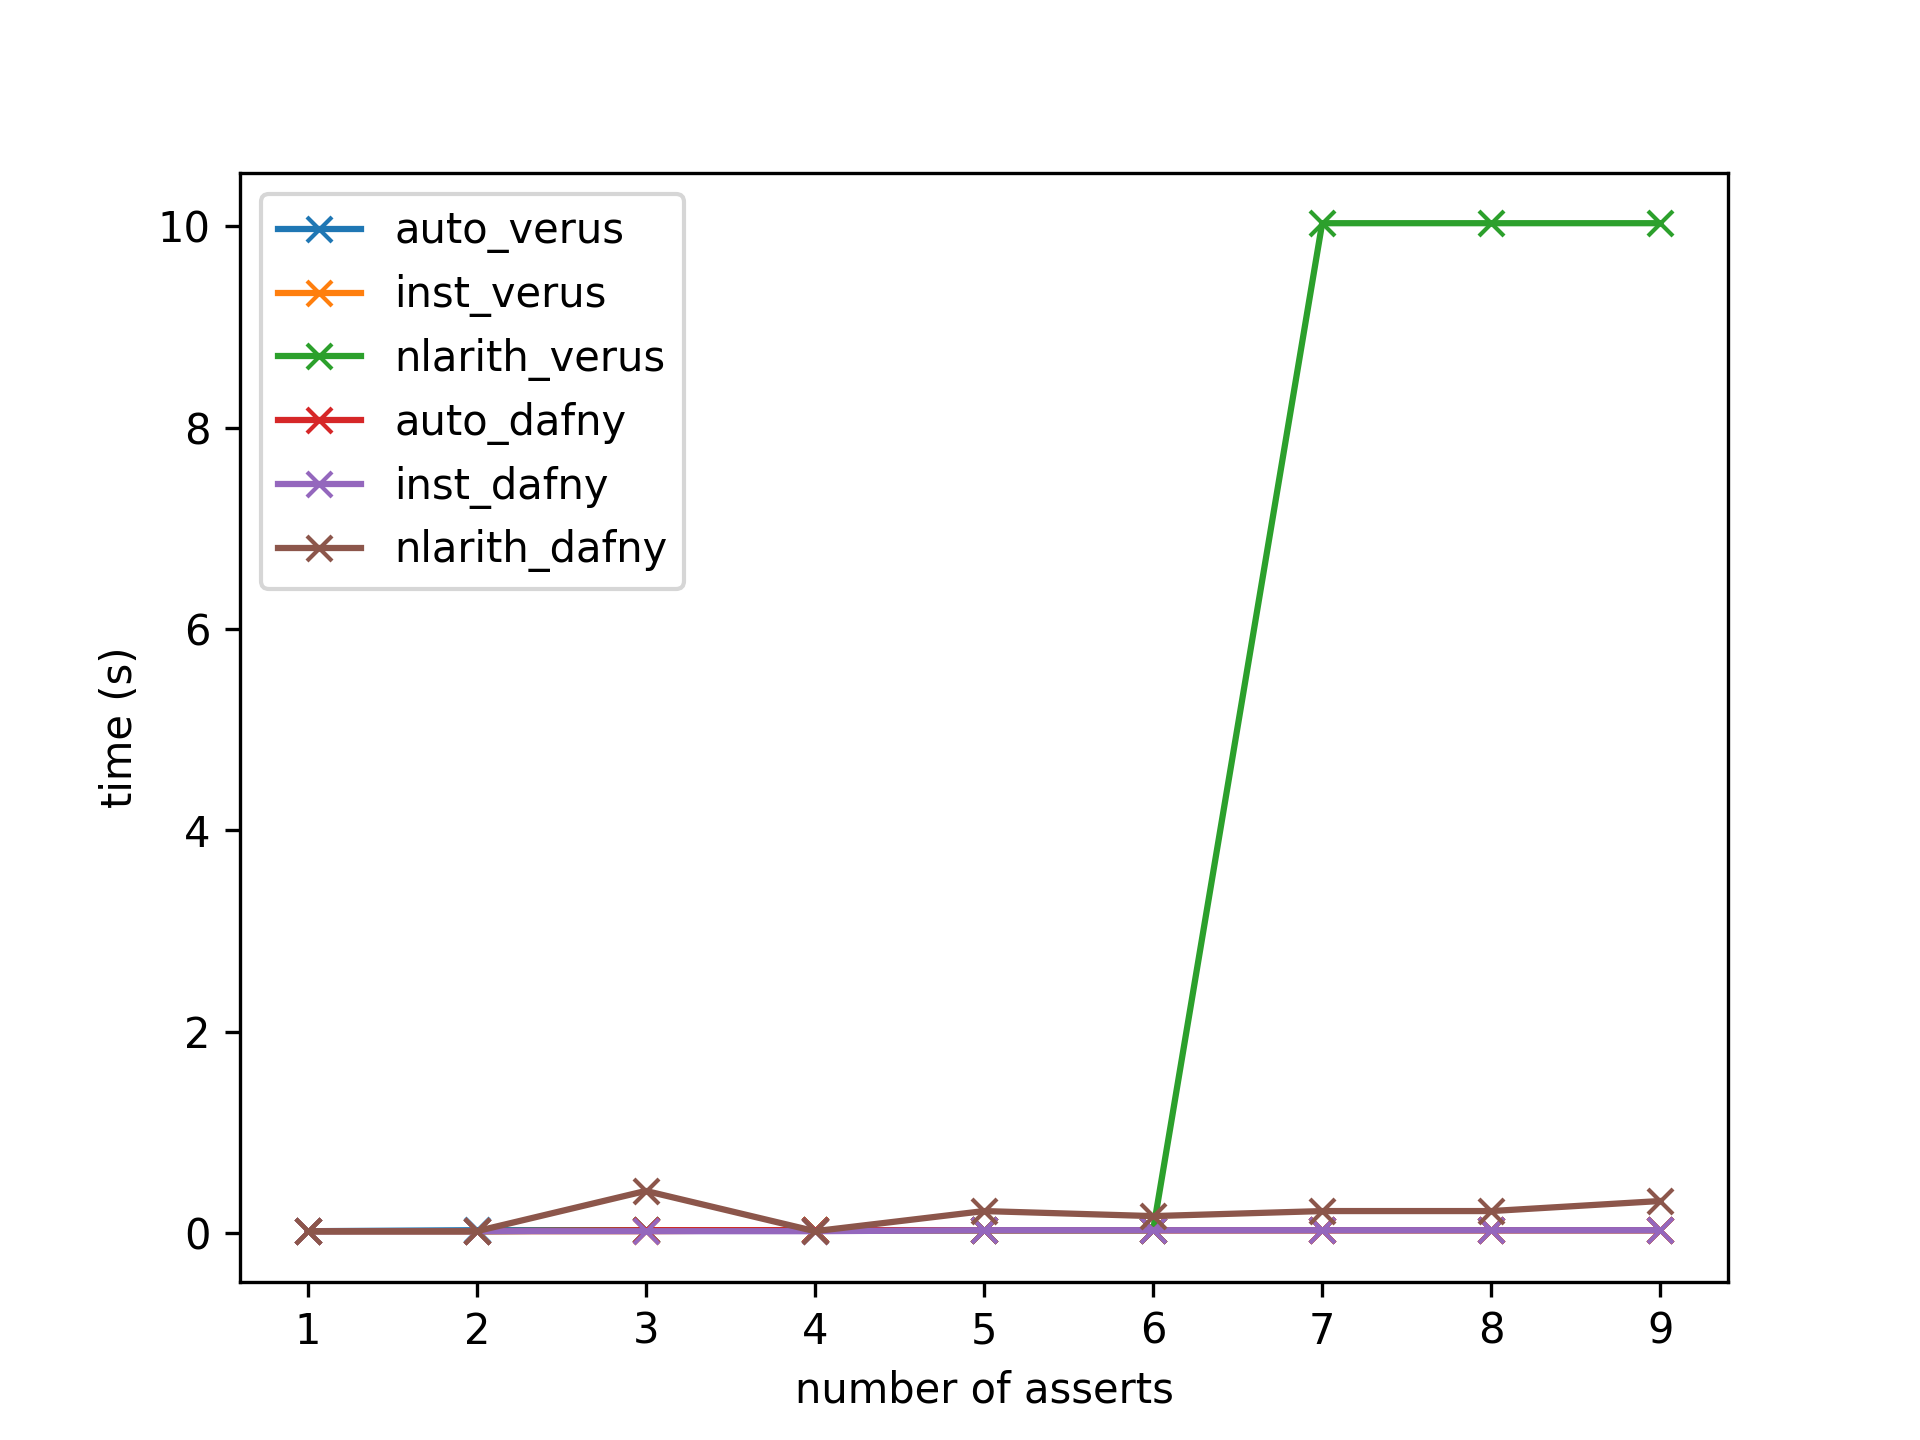 auto_verus
inst_verus
nlarith_verus
auto_dafny
inst_dafny
nlarith_dafny
10
8
6
4
2
0
time (s)
1 2 3 4 5 6 7 8 9
number of asserts